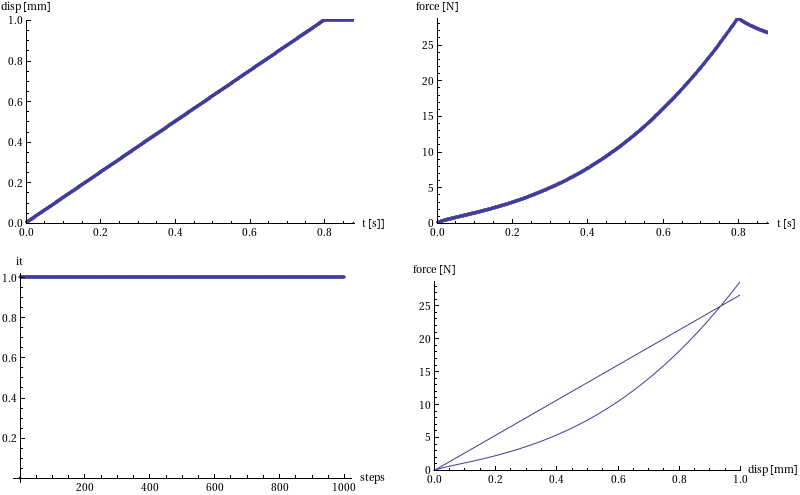 disp [mm]
1.0
0.8
0.6
0.4
0.2
0.0
0.0 0.2 0.4 0.6 0.8 t [s]]
force [N]
25
20
15
10
5
0
0.0 0.2 0.4 0.6 0.8 t [s]
it
1.0
0.8
0.6
0.4
0.2
200 400 600 800 1000 steps
force [N]
25
20
15
10
5
0
0.0 0.2 0.4 0.6 0.8 1.0 disp [mm]